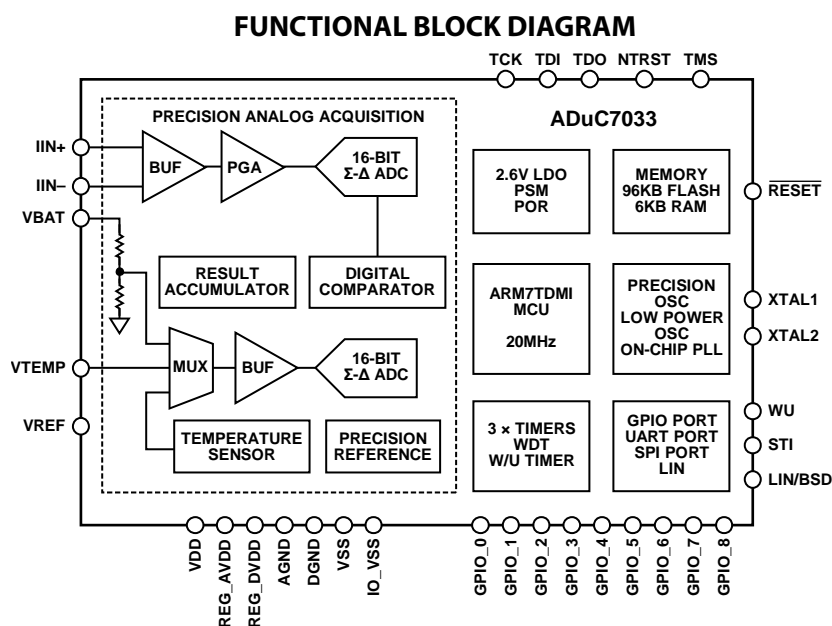 FUNCTIONAL BLOCK DIAGRAM
TCK TDI TDO NTRST TMS
PRECISION ANALOG ACQUISITION
ADuC7033
IIN+
IIN–
VBAT
VTEMP
VREF
BUF
PGA
16-BIT
Σ-Δ ADC
RESULT
ACCUMULATOR
DIGITAL
COMPARATOR
MUX
BUF
16-BIT
Σ-Δ ADC
TEMPERATURE
SENSOR
PRECISION
REFERENCE
2.6V LDO
PSM
POR
MEMORY
96KB FLASH
6KB RAM
ARM7TDMI
MCU
20MHz
PRECISION
OSC
LOW POWER
OSC
ON-CHIP PLL
3 × TIMERS
WDT
W/U TIMER
GPIO PORT
UART PORT
SPI PORT
LIN
RESET
XTAL1
XTAL2
WU
STI
LIN/BSD
VDD
REG_AVDD
REG_DVDD
AGND
DGND
VSS
IO_VSS
GPIO_0
GPIO_1
GPIO_2
GPIO_3
GPIO_4
GPIO_5
GPIO_6
GPIO_7
GPIO_8